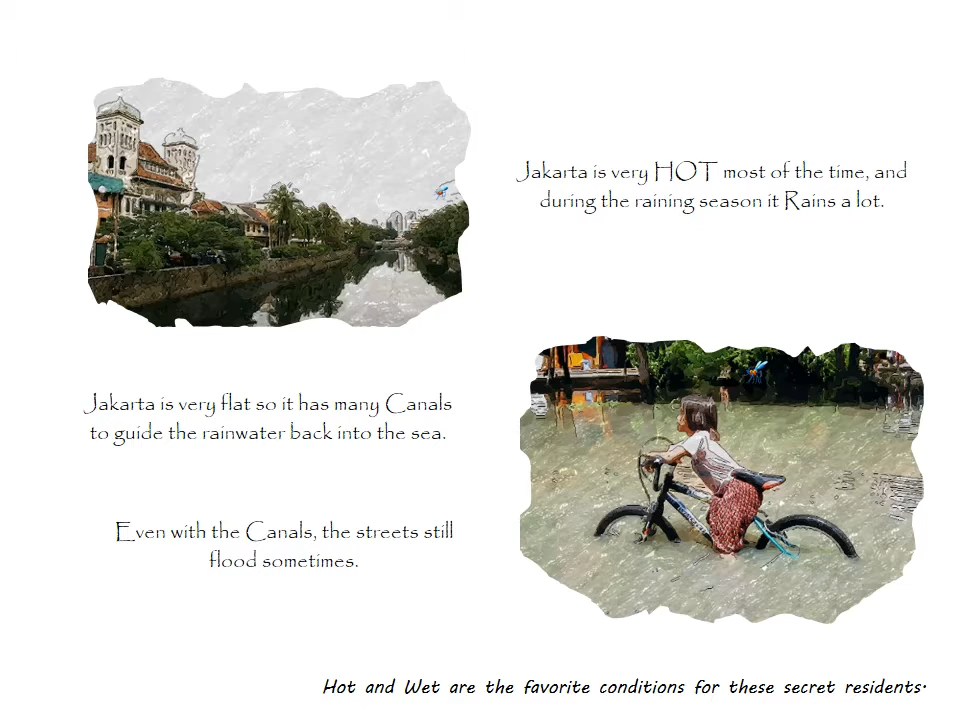 Jakarta is very HOT most of the time, and
during the raining season it Rains a lot.
Jakarta is very flat so it has many Canals
to guide the rainwater back into the sea.
Even with the Canals, the streets still
flood sometimes.
Hot and Wet are the favorite conditions for these secret residents.